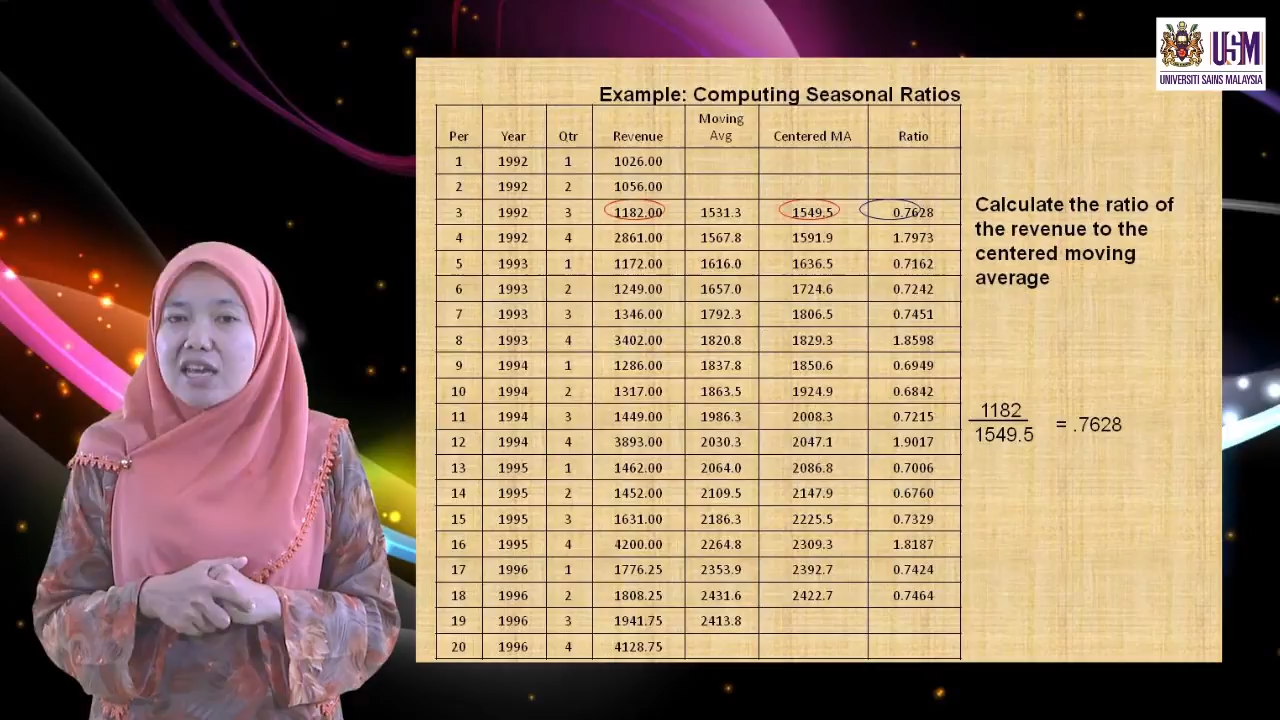 USM
UNIVERSITI SAINS MALAYSIA
Example: Computing Seasonal Ratios
Per Year Qtr Revenue Moving Avg Centered MA Ratio
1 1992 1 1026.00
2 1992 2 1056.00
3 1992 3 1182.00 1531.3 1549.5 0.7628
4 1992 4 2861.00 1567.8 1591.9 1.7973
5 1993 1 1172.00 1616.0 1636.5 0.7162
6 1993 2 1249.00 1657.0 1724.6 0.7242
7 1993 3 1346.00 1792.3 1806.5 0.7451
8 1993 4 3402.00 1820.8 1829.3 1.8598
9 1994 1 1286.00 1837.8 1850.6 0.6949
10 1994 2 1317.00 1863.5 1924.9 0.6842
11 1994 3 1449.00 1986.3 2008.3 0.7215
12 1994 4 3893.00 2030.3 2047.1 1.9017
13 1995 1 1462.00 2064.0 2086.8 0.7006
14 1995 2 1452.00 2109.5 2147.9 0.6760
15 1995 3 1631.00 2186.3 2225.5 0.7329
16 1995 4 4200.00 2264.8 2309.3 1.8187
17 1996 1 1776.25 2353.9 2392.7 0.7424
18 1996 2 1808.25 2431.6 2422.7 0.7464
19 1996 3 1941.75 2413.8
20 1996 4 4128.75
Calculate the ratio of
the revenue to the
centered moving
average
1182
1549.5
= .7628